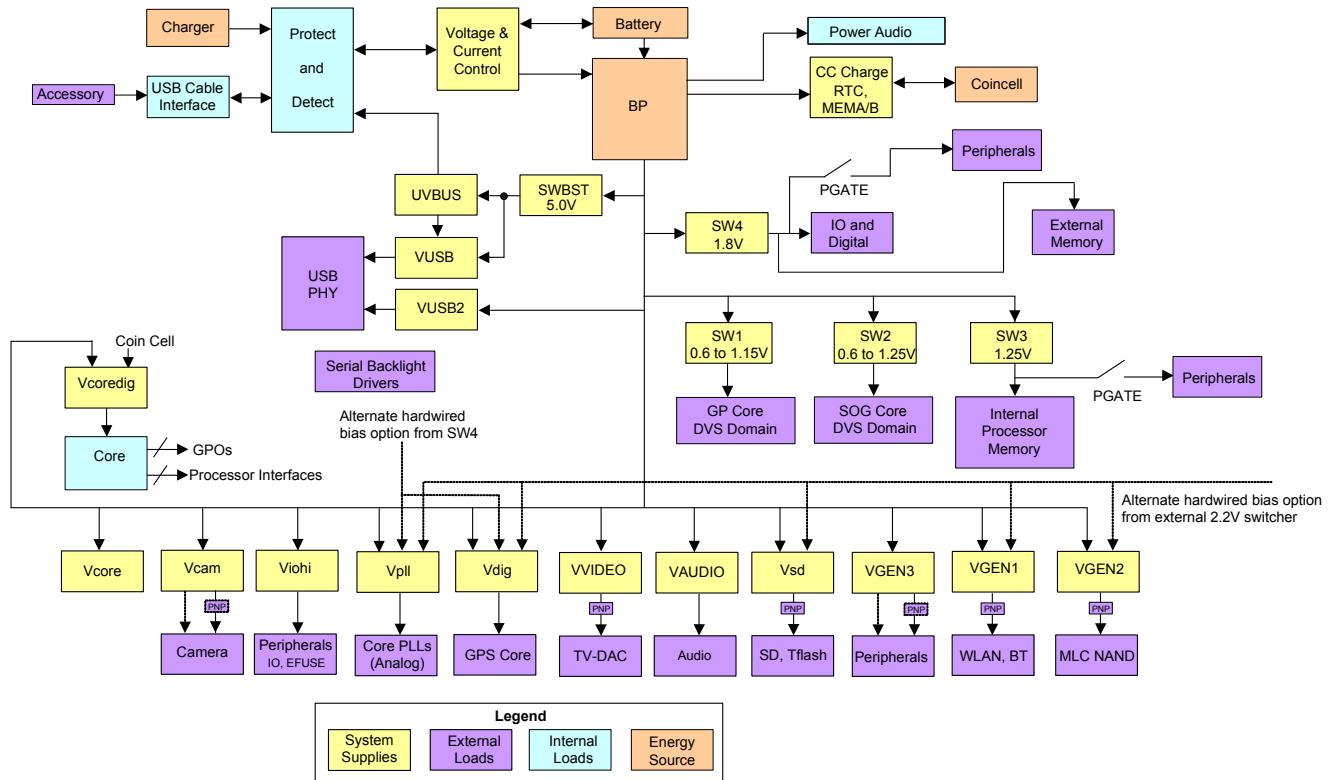 Charger
Protect
and
Detect
Voltage &
Current
Control
Battery
Power Audio
Accessory
USB Cable
Interface
BP
CC Charge
RTC,
MEMA/B
Coincell
Peripherals
PGATE
UVBUS
SWBST
5.0V
SW4
1.8V
IO and
Digital
External
Memory
USB
PHY
VUSB
VUSB2
SW1
0.6 to 1.15V
SW2
0.6 to 1.25V
SW3
1.25V
Coin Cell
Vcoredig
Serial Backlight
Drivers
Peripherals
PGATE
GP Core
DVS Domain
SOG Core
DVS Domain
Internal
Processor
Memory
Alternate hardwired
bias option from SW4
Core
GPOs
Processor Interfaces
Alternate hardwired bias option
from external 2.2V switcher
Vcore
Vcam
Viohi
Vpll
Vdig
VVIDEO
VAUDIO
Vsd
VGEN3
VGEN1
VGEN2
PNP
PNP
PNP
PNP
PNP
PNP
Camera
Peripherals
IO, EFUSE
Core PLLs
(Analog)
GPS Core
TV-DAC
Audio
SD, Tflash
Peripherals
WLAN, BT
MLC NAND
Legend
System
Supplies
External
Loads
Internal
Loads
Energy
Source